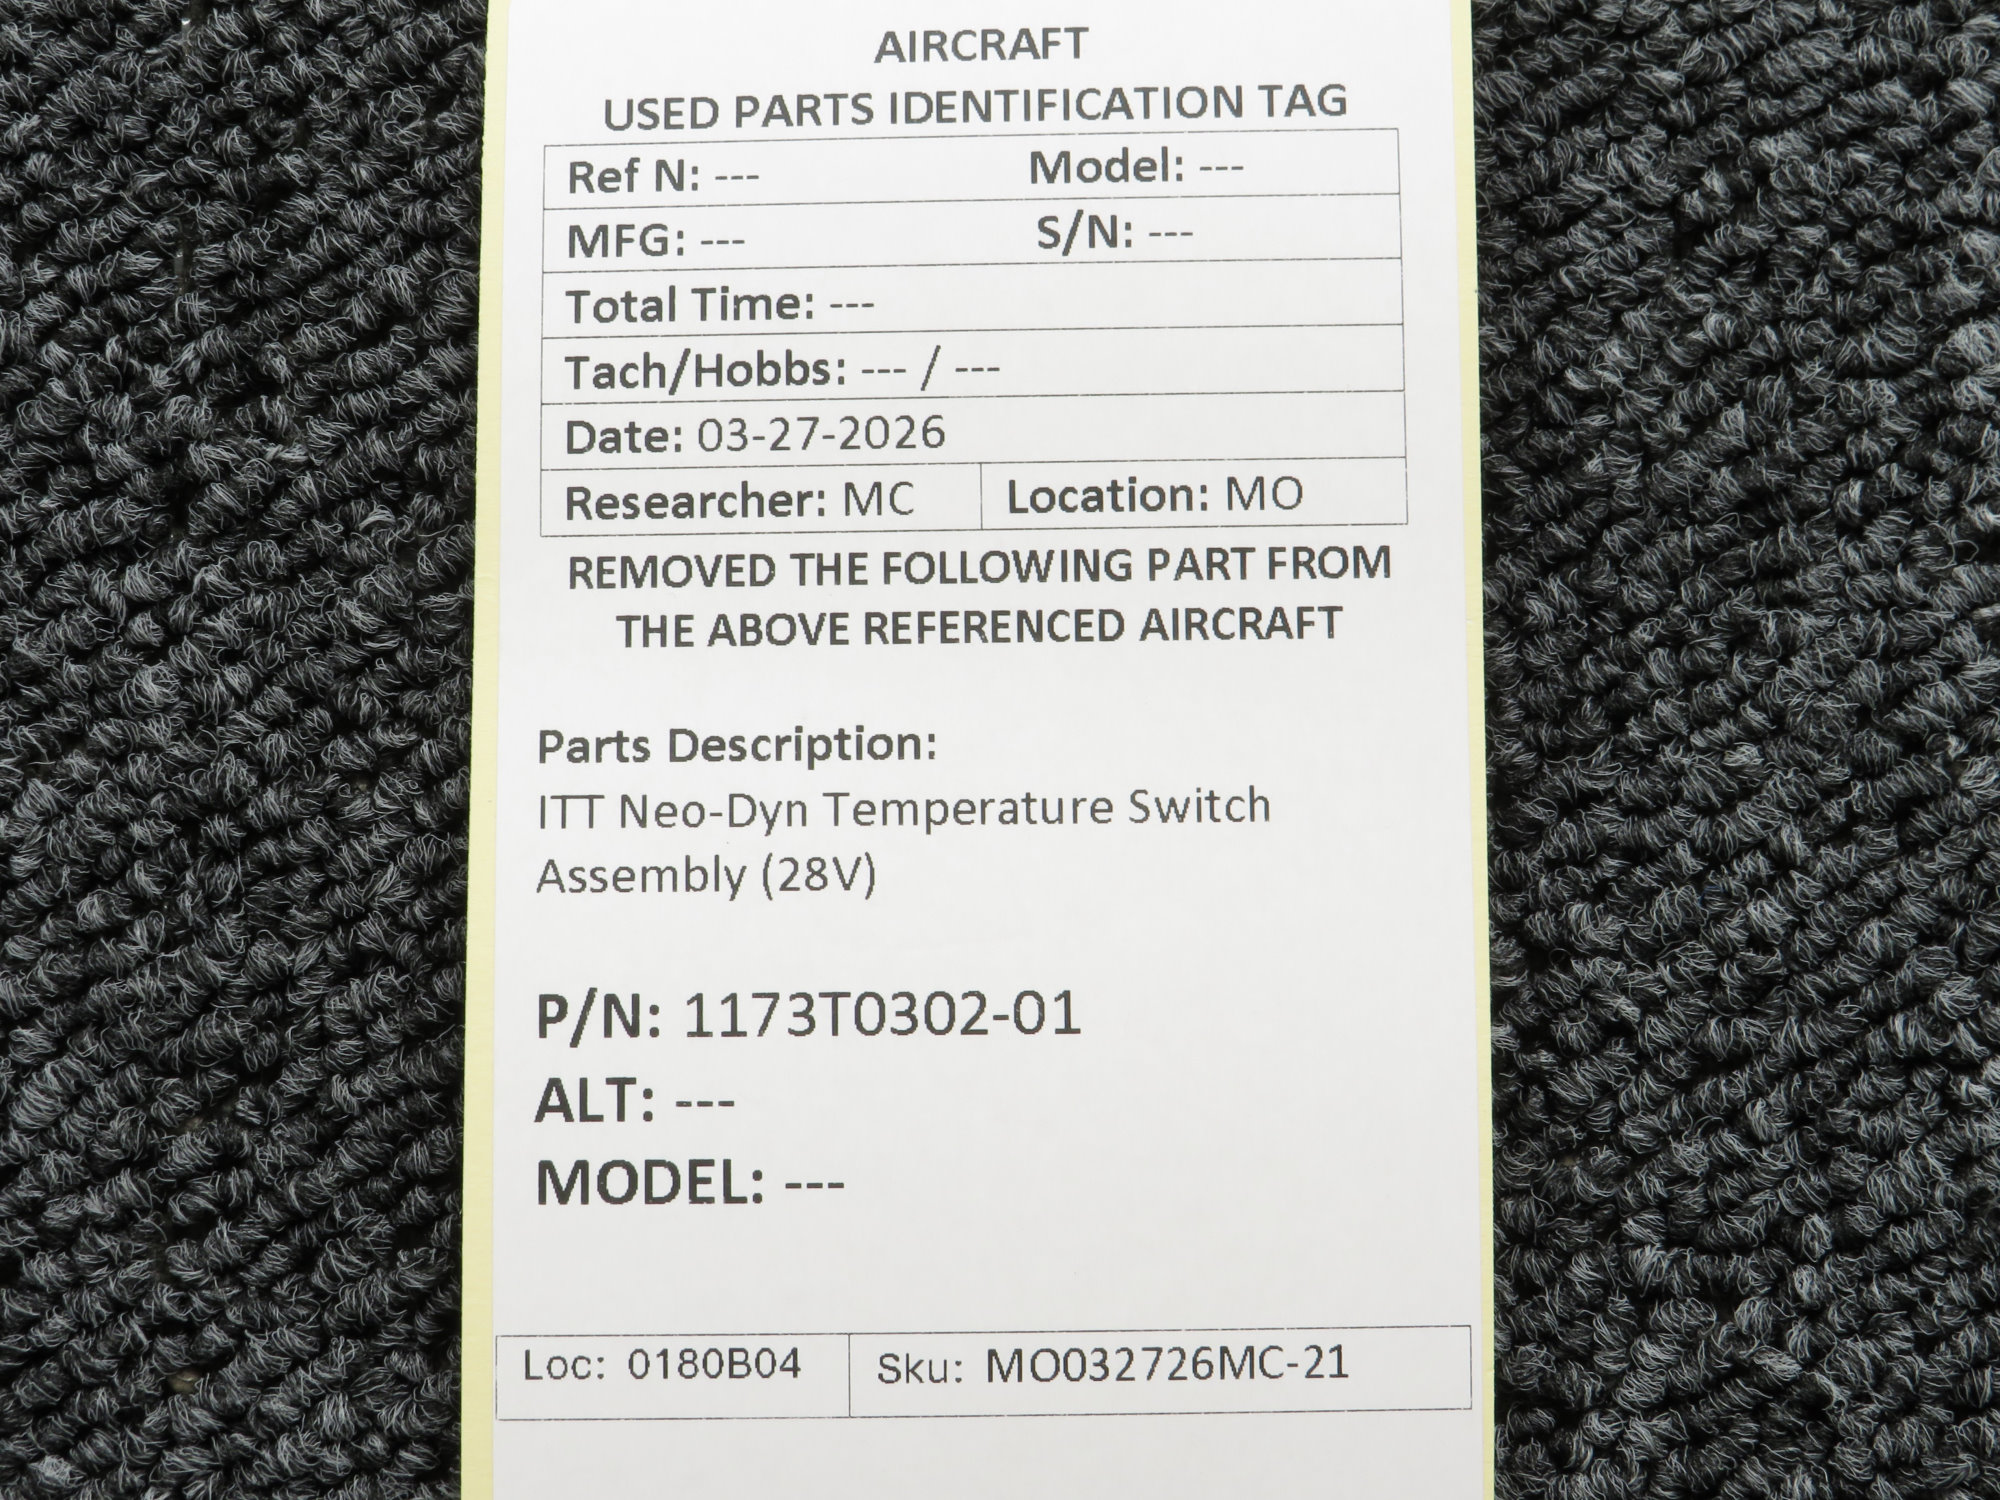 AIRCRAFT
USED PARTS IDENTIFICATION TAG
Ref N: --- Model: ---
MFG: --- S/N: ---
Total Time: ---
Tach/Hobbs: --- / ---
Date: 03-27-2026
Researcher: MC Location: MO
REMOVED THE FOLLOWING PART FROM
THE ABOVE REFERENCED AIRCRAFT
Parts Description:
ITT Neo-Dyn Temperature Switch
Assembly (28V)
P/N: 1173T0302-01
ALT: ---
MODEL: ---
Loc: 0180B04 Sku: MO032726MC-21